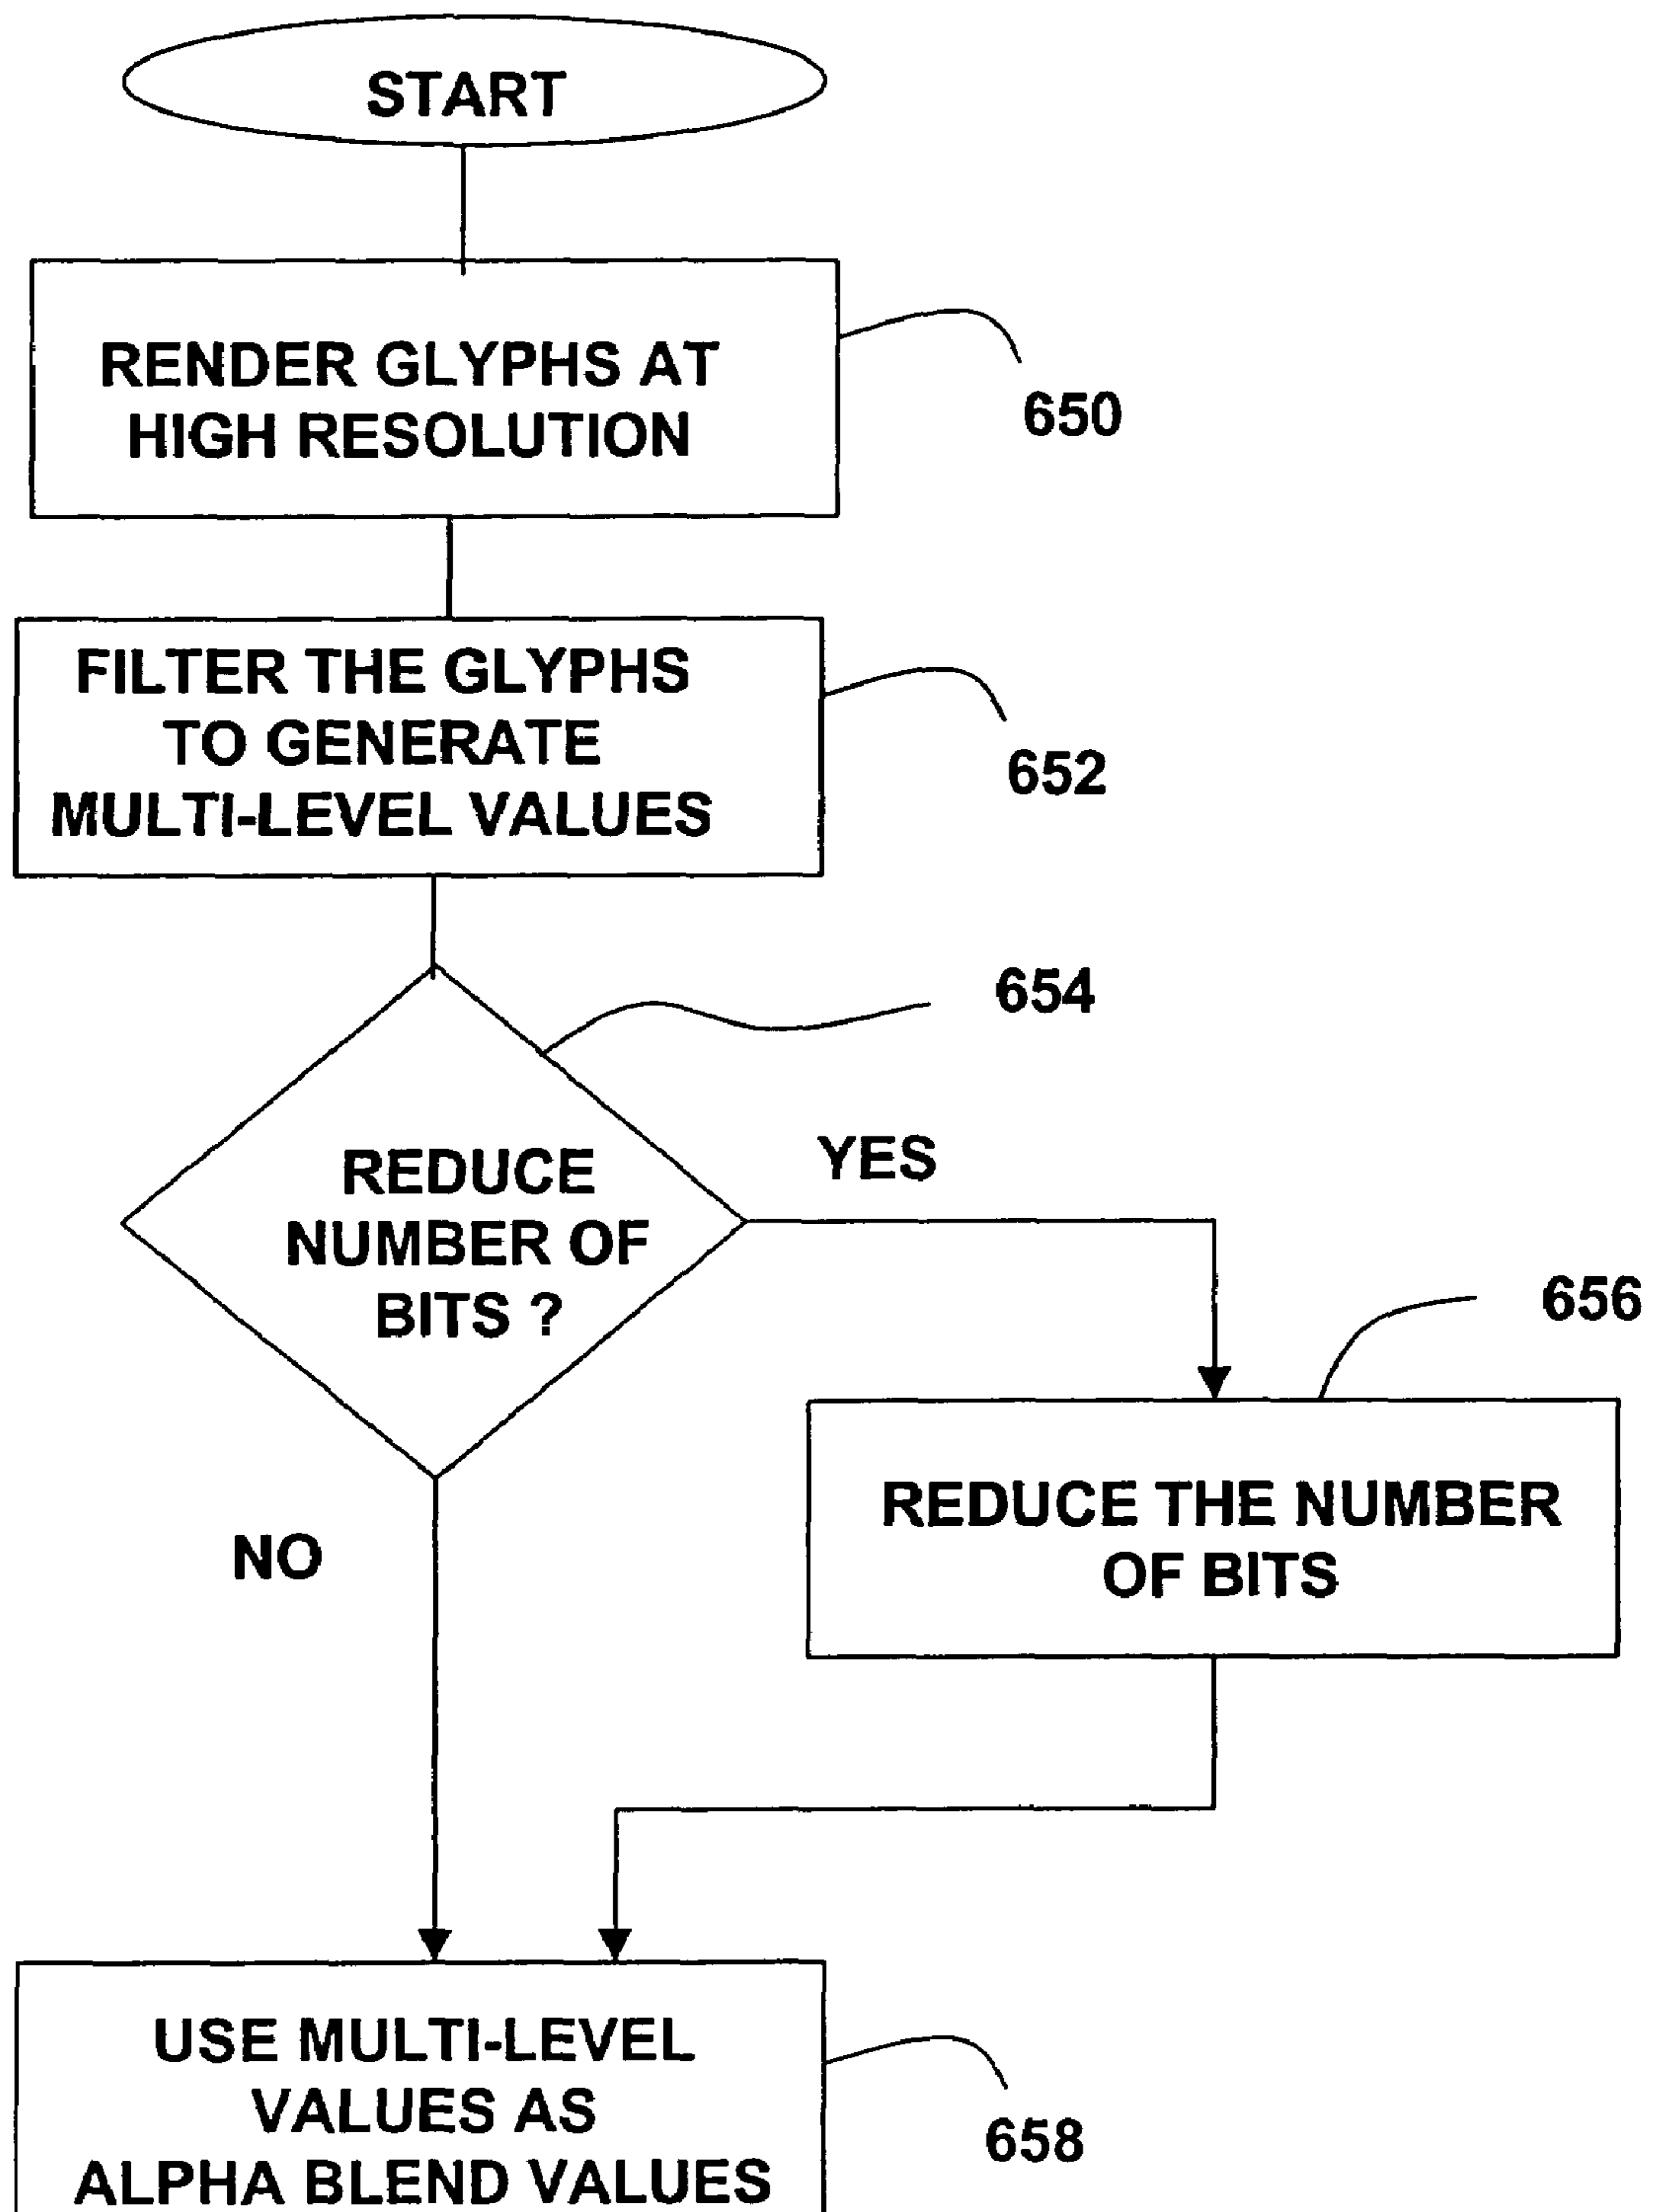 START
RENDER GLYPHS AT
HIGH RESOLUTION
650
FILTER THE GLYPHS
TO GENERATE
MULTI-LEVEL VALUES
652
654
REDUCE
NUMBER OF
BITS ?
YES
656
REDUCE THE NUMBER
OF BITS
NO
USE MULTI-LEVEL
VALUES AS
ALPHA BLEND VALUES
658